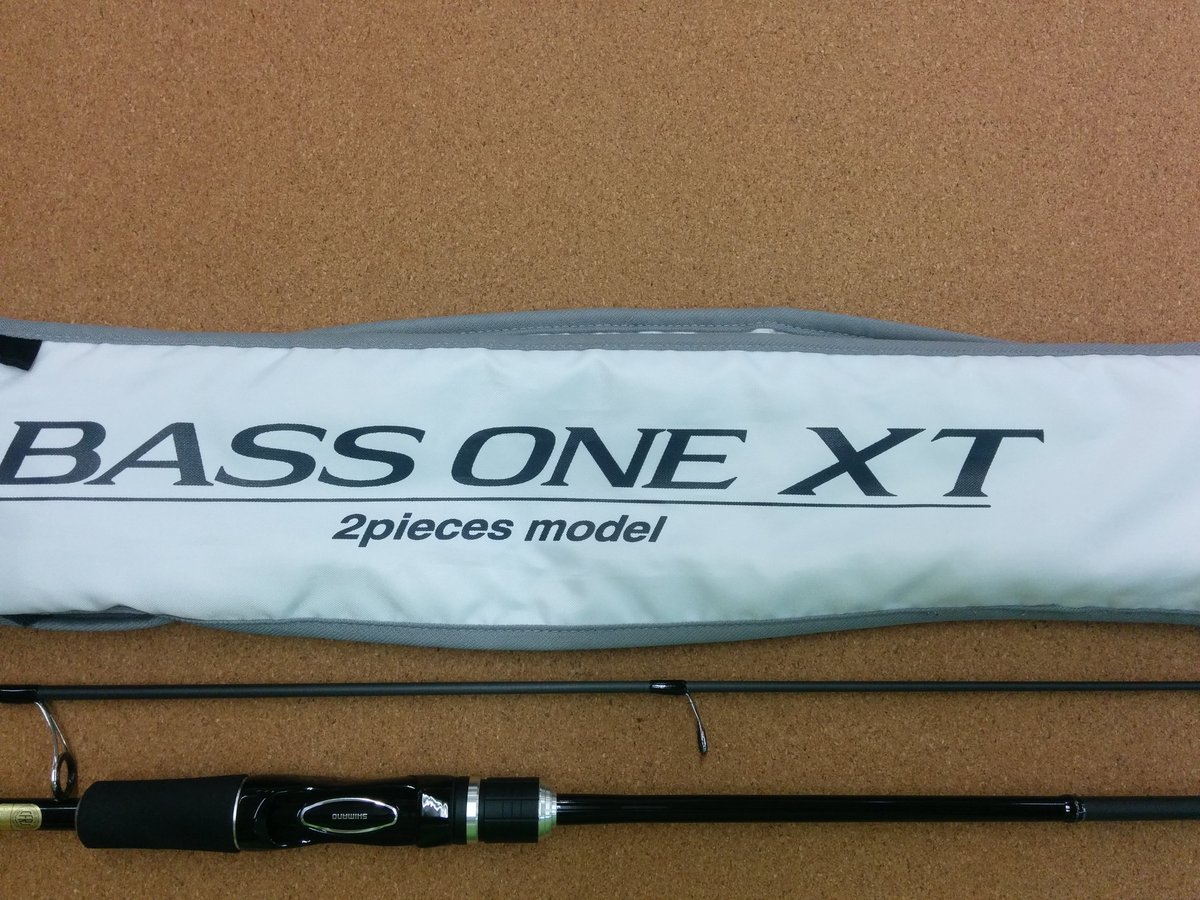 BASS ONE XT
2pieces model
SHIMANO